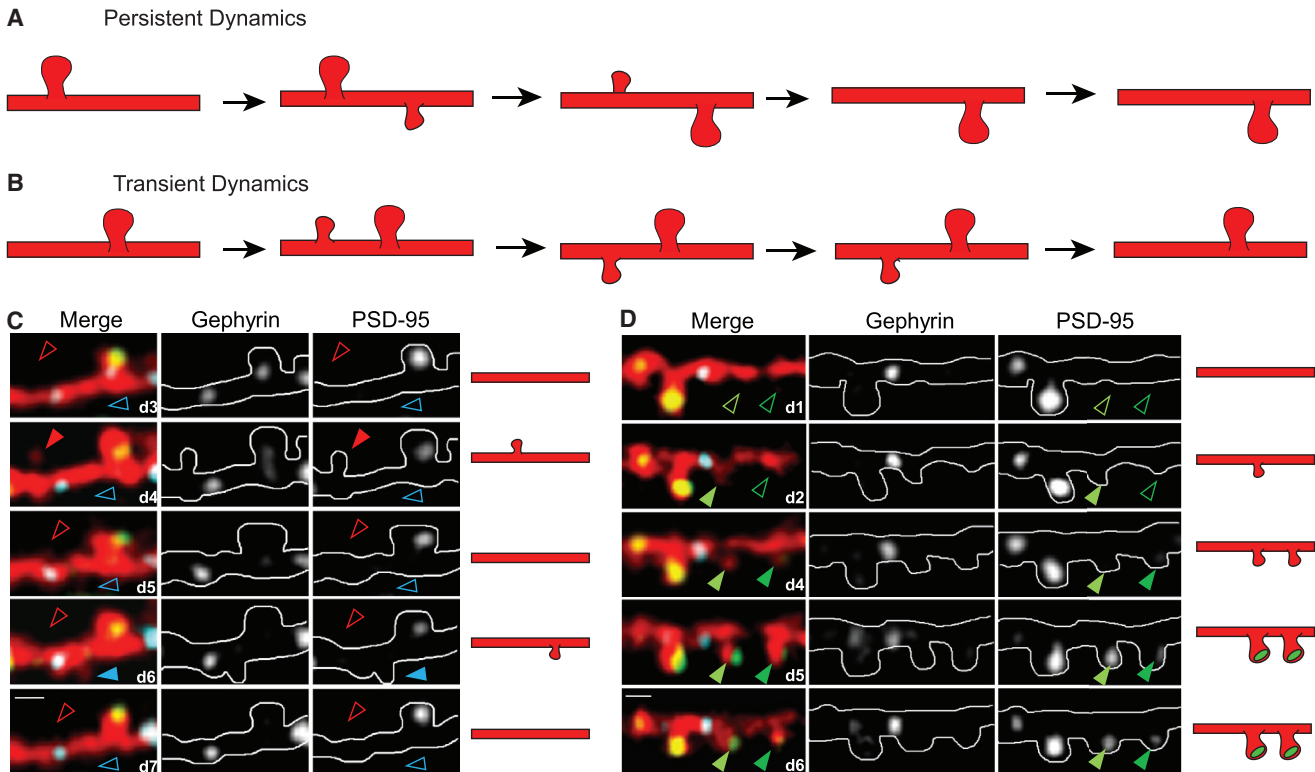 A Persistent Dynamics
B Transient Dynamics
C Merge Gephyrin PSD-95
d3
d4
d5
d6
d7
D Merge Gephyrin PSD-95
d1
d2
d4
d5
d6